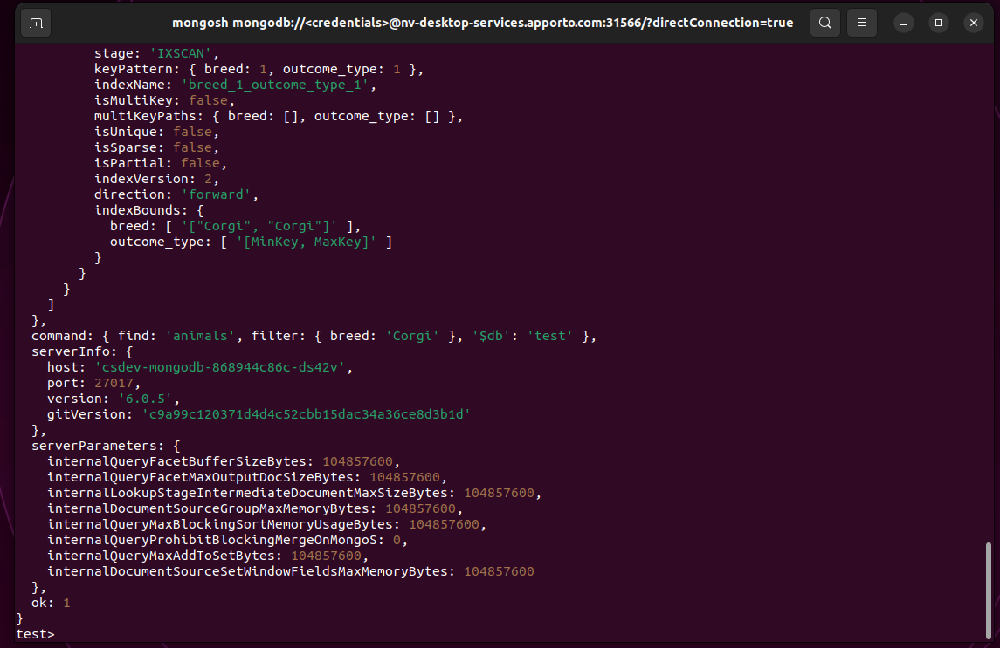 mongosh mongodb://<credentials>@nv-desktop-services.apporto.com:31566/?directConnection=true
          stage: 'IXSCAN',
          keyPattern: { breed: 1, outcome_type: 1 },
          indexName: 'breed_1_outcome_type_1',
          isMultiKey: false,
          multiKeyPaths: { breed: [], outcome_type: [] },
          isUnique: false,
          isSparse: false,
          isPartial: false,
          indexVersion: 2,
          direction: 'forward',
          indexBounds: {
            breed: [ '["Corgi", "Corgi"]' ],
            outcome_type: [ '[MinKey, MaxKey]' ]
          }
        }
      }
    ]
  },
  command: { find: 'animals', filter: { breed: 'Corgi' }, '$db': 'test' },
  serverInfo: {
    host: 'csdev-mongodb-868944c86c-ds42v',
    port: 27017,
    version: '6.0.5',
    gitVersion: 'c9a99c120371d4d4c52cbb15dac34a36ce8d3b1d'
  },
  serverParameters: {
    internalQueryFacetBufferSizeBytes: 104857600,
    internalQueryFacetMaxOutputDocSizeBytes: 104857600,
    internalLookupStageIntermediateDocumentMaxSizeBytes: 104857600,
    internalDocumentSourceGroupMaxMemoryBytes: 104857600,
    internalQueryMaxBlockingSortMemoryUsageBytes: 104857600,
    internalQueryProhibitBlockingMergeOnMongoS: 0,
    internalQueryMaxAddToSetBytes: 104857600,
    internalDocumentSourceSetWindowFieldsMaxMemoryBytes: 104857600
  },
  ok: 1
}
test>